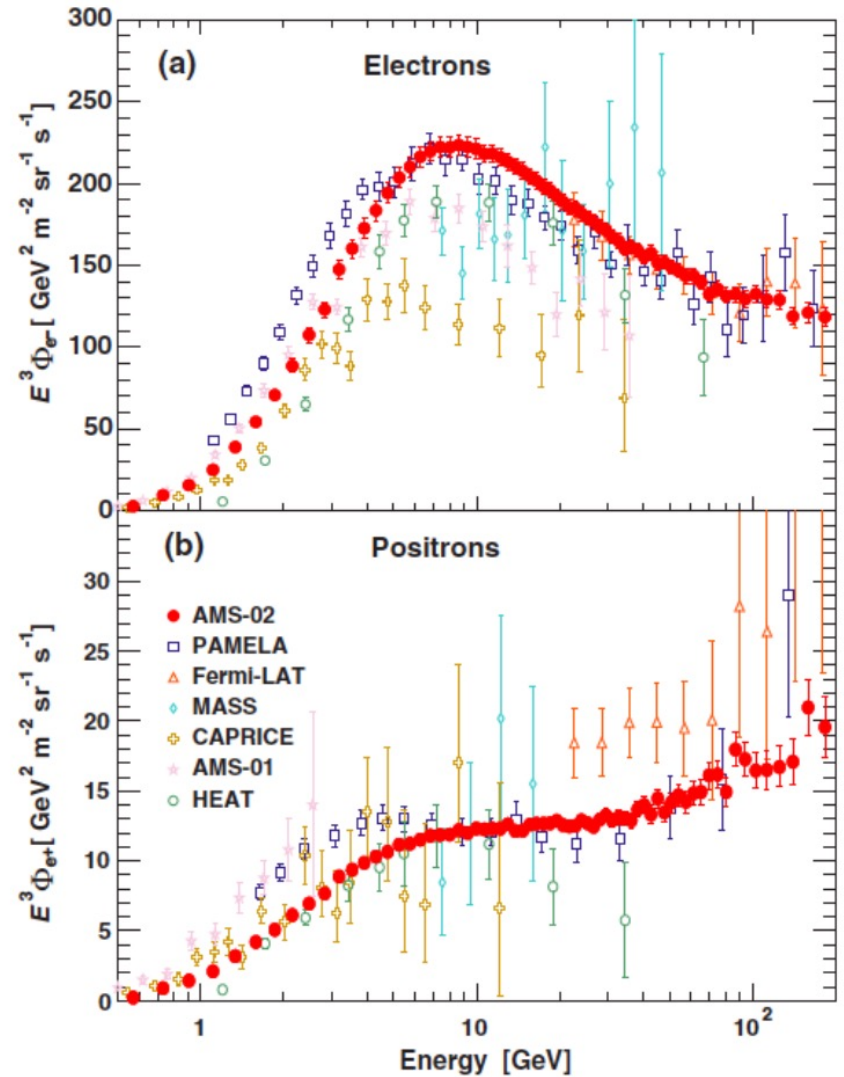 300
250
200
150
100
50
0
E³Φₑ- [ GeV² m⁻² sr⁻¹ s⁻¹ ]
(a) Electrons
(b) Positrons
30
25
20
15
10
5
0
E³Φₑ+ [ GeV² m⁻² sr⁻¹ s⁻¹ ]
AMS-02
PAMELA
Fermi-LAT
MASS
CAPRICE
AMS-01
HEAT
1 10 10²
Energy [GeV]